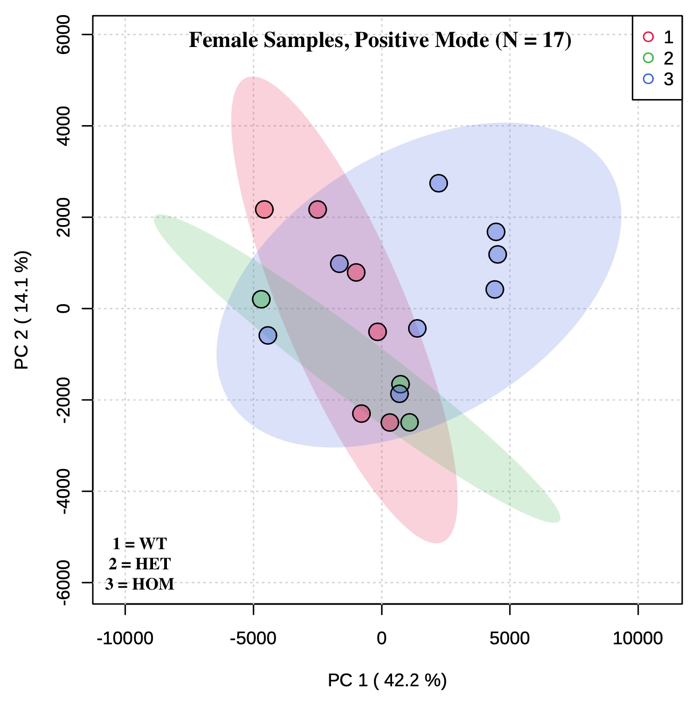 Female Samples, Positive Mode (N = 17)
1
2
3
6000
4000
2000
0
-2000
-4000
-6000
PC 2 ( 14.1 %)
1 = WT
2 = HET
3 = HOM
-10000 -5000 0 5000 10000
PC 1 ( 42.2 %)